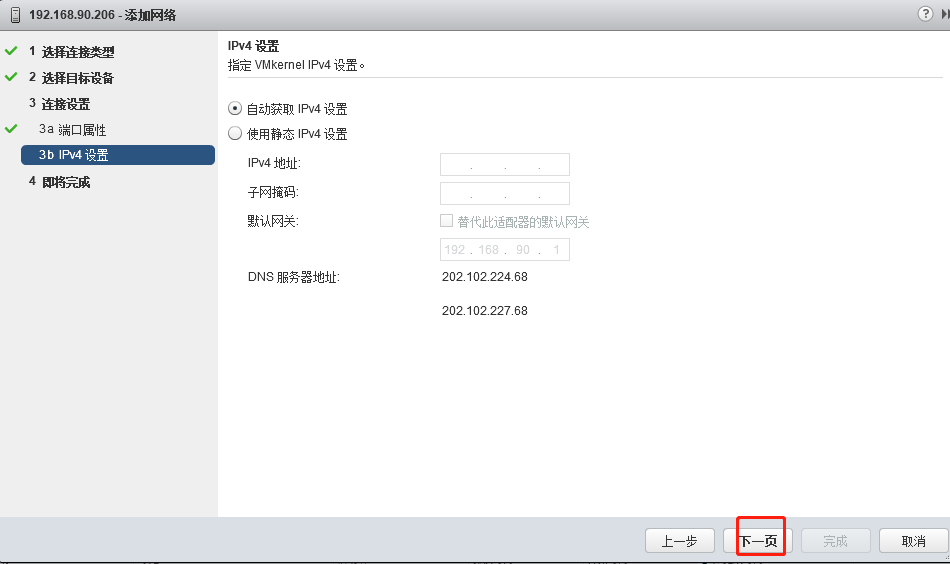 192.168.90.206 - 添加网络
1 选择连接类型
2 选择目标设备
3 连接设置
3a 端口属性
3b IPv4 设置
4 即将完成
IPv4 设置
指定 VMkernel IPv4 设置。
自动获取 IPv4 设置
使用静态 IPv4 设置
IPv4 地址: . . .
子网掩码: . . .
默认网关: 替代此适配器的默认网关
192 . 168 . 90 . 1
DNS 服务器地址: 202.102.224.68
202.102.227.68
上一步 下一页 完成 取消